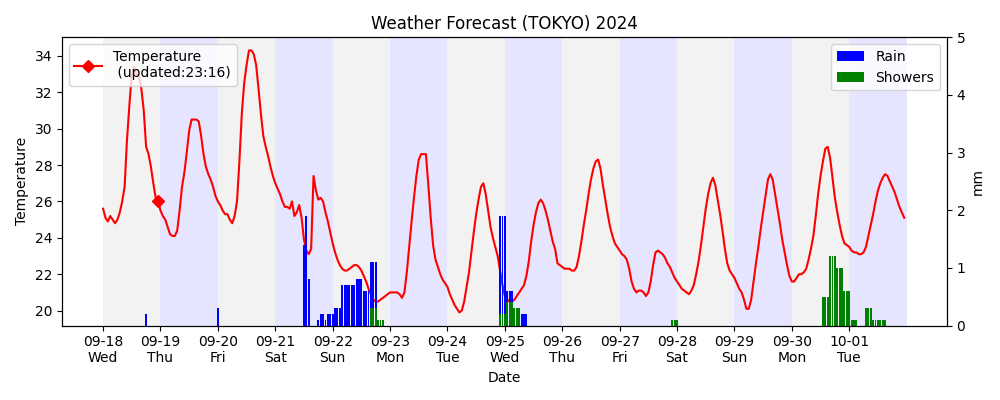 Weather Forecast (TOKYO) 2024
Temperature
(updated:23:16)
Rain
Showers
Temperature
34
32
30
28
26
24
22
20
5
4
3
2
1
0
mm
09-18 09-19 09-20 09-21 09-22 09-23 09-24 09-25 09-26 09-27 09-28 09-29 09-30 10-01
Wed Thu Fri Sat Sun Mon Tue Wed Thu Fri Sat Sun Mon Tue
Date